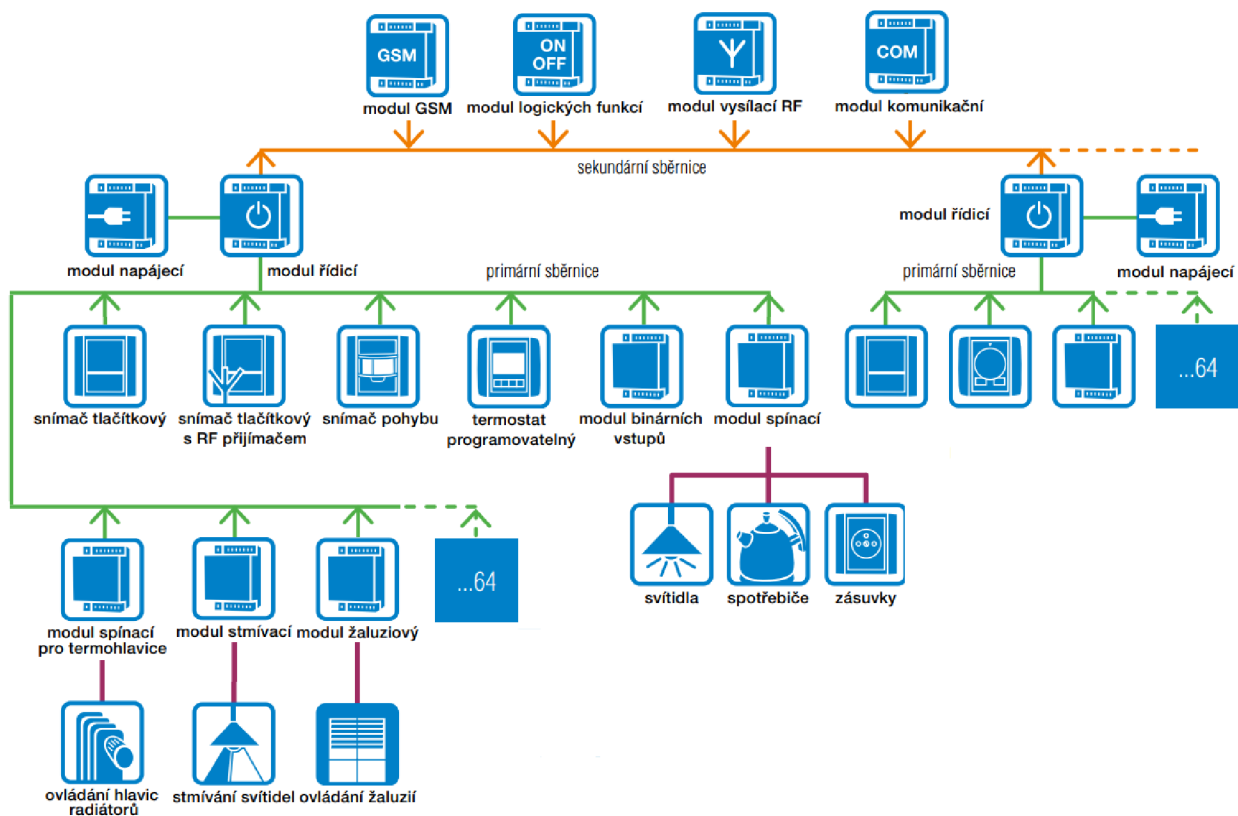 GSM
ON
OFF
COM
modul GSM
modul logických funkcí
modul vysílací RF
modul komunikační
sekundární sběrnice
modul řídicí
modul napájecí
modul řídicí
primární sběrnice
primární sběrnice
modul napájecí
...64
snímač tlačítkový
snímač tlačítkový
s RF přijímačem
snímač pohybu
termostat
programovatelný
modul binárních
vstupů
modul spínací
...64
svítidla
spotřebiče
zásuvky
modul spínací
pro termohlavice
modul stmívací
modul žaluziový
ovládání hlavic
radiátorů
stmívání svítidel
ovládání žaluzií